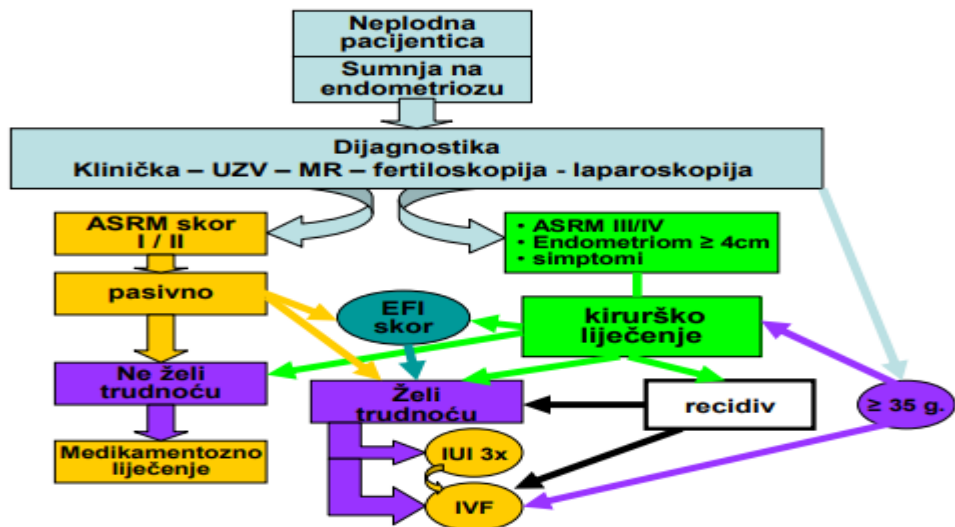 Neplodna
pacijentica
Sumnja na
endometriozu
Dijagnostika
Klinička – UZV – MR – fertiloskopija - laparoskopija
ASRM skor
I / II
• ASRM III/IV
• Endometriom ≥ 4cm
• simptomi
pasivno
EFI
skor
kirurško
liječenje
Ne želi
trudnoću
Želi
trudnoću
recidiv
≥ 35 g.
Medikamentozno
liječenje
IUI 3x
IVF